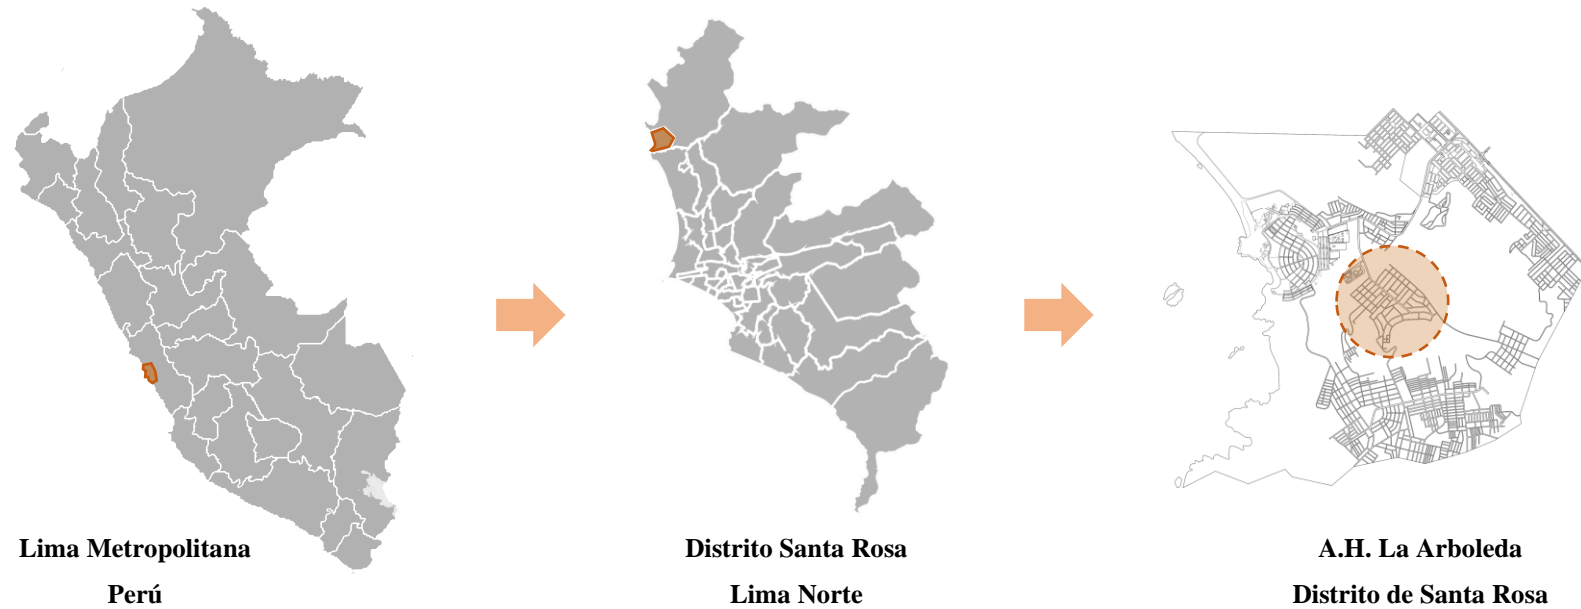 Lima Metropolitana
Perú
Distrito Santa Rosa
Lima Norte
A.H. La Arboleda
Distrito de Santa Rosa